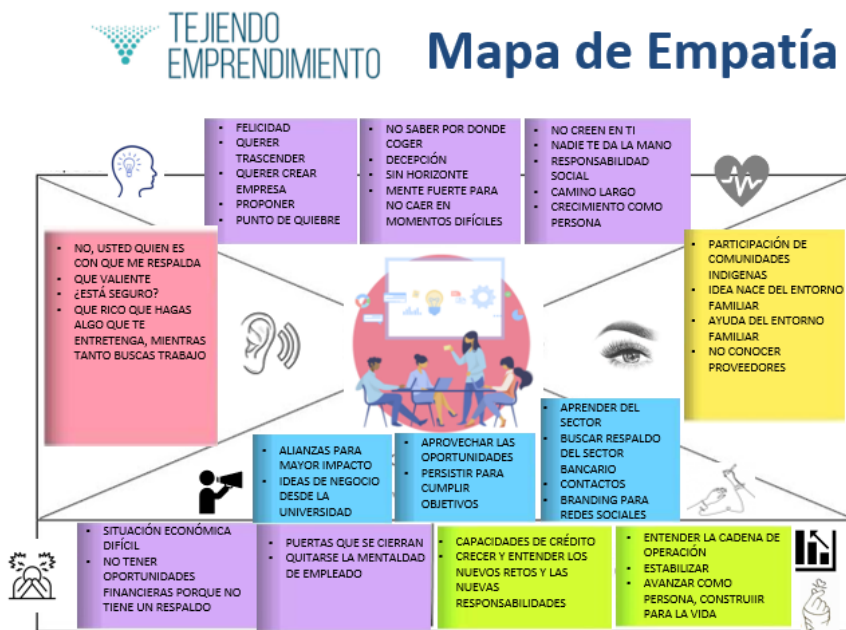 TEJIENDO
EMPRENDIMIENTO
Mapa de Empatía
• FELICIDAD
• QUERER
TRASCENDER
• QUERER CREAR
EMPRESA
• PROPONER
• PUNTO DE QUIEBRE
• NO SABER POR DONDE
COGER
• DECEPCIÓN
• SIN HORIZONTE
• MENTE FUERTE PARA
NO CAER EN
MOMENTOS DIFÍCILES
• NO CREEN EN TI
• NADIE TE DA LA MANO
• RESPONSABILIDAD
SOCIAL
• CAMINO LARGO
• CRECIMIENTO COMO
PERSONA
• NO, USTED QUIEN ES
CON QUE ME RESPALDA
• QUE VALIENTE
• ¿ESTÁ SEGURO?
• QUE RICO QUE HAGAS
ALGO QUE TE
ENTRETENGA, MIENTRAS
TANTO BUSCAS TRABAJO
• PARTICIPACIÓN DE
COMUNIDADES
INDIGENAS
• IDEA NACE DEL ENTORNO
FAMILIAR
• AYUDA DEL ENTORNO
FAMILIAR
• NO CONOCER
PROVEEDORES
• ALIANZAS PARA
MAYOR IMPACTO
• IDEAS DE NEGOCIO
DESDE LA
UNIVERSIDAD
• APROVECHAR LAS
OPORTUNIDADES
• PERSISTIR PARA
CUMPLIR
OBJETIVOS
• APRENDER DEL
SECTOR
• BUSCAR RESPALDO
DEL SECTOR
BANCARIO
• CONTACTOS
• BRANDING PARA
REDES SOCIALES
• SITUACIÓN ECONÓMICA
DIFÍCIL
• NO TENER
OPORTUNIDADES
FINANCIERAS PORQUE NO
TIENE UN RESPALDO
• PUERTAS QUE SE CIERRAN
• QUITARSE LA MENTALDAD
DE EMPLEADO
• CAPACIDADES DE CRÉDITO
• CRECER Y ENTENDER LOS
NUEVOS RETOS Y LAS
NUEVAS
RESPONSABILIDADES
• ENTENDER LA CADENA DE
OPERACIÓN
• ESTABILIZAR
• AVANZAR COMO
PERSONA, CONSTRUIIR
PARA LA VIDA